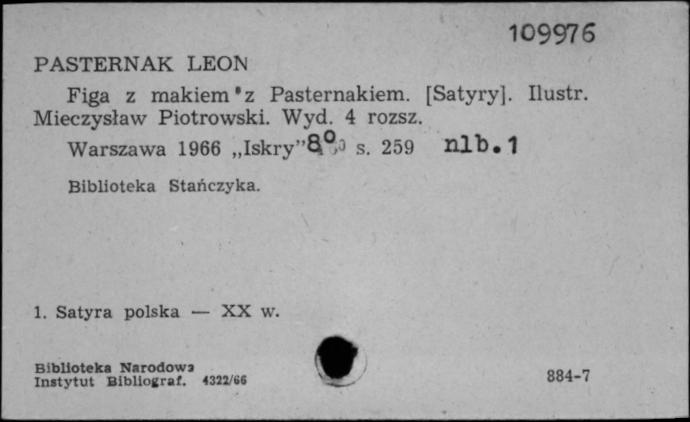 109976
PASTERNAK LEON
Figa z makiem z Pasternakiem. [Satyry]. Ilustr.
Mieczysław Piotrowski. Wyd. 4 rozsz.
Warszawa 1966 „Iskry” 8° s. 259 nlb. 1
Biblioteka Stańczyka.
1. Satyra polska — XX w.
Biblioteka Narodowa
Instytut Bibliograf. 4322/66
884-7